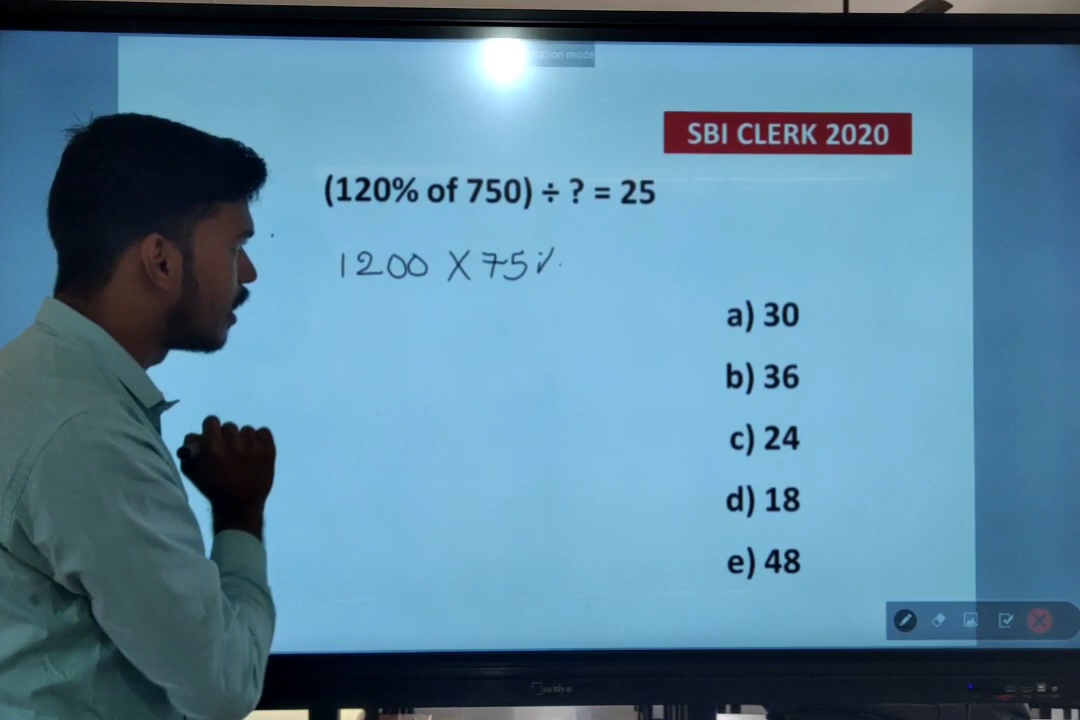 SBI CLERK 2020
(120% of 750) ÷ ? = 25
1200 X 75%
a) 30
b) 36
c) 24
d) 18
e) 48